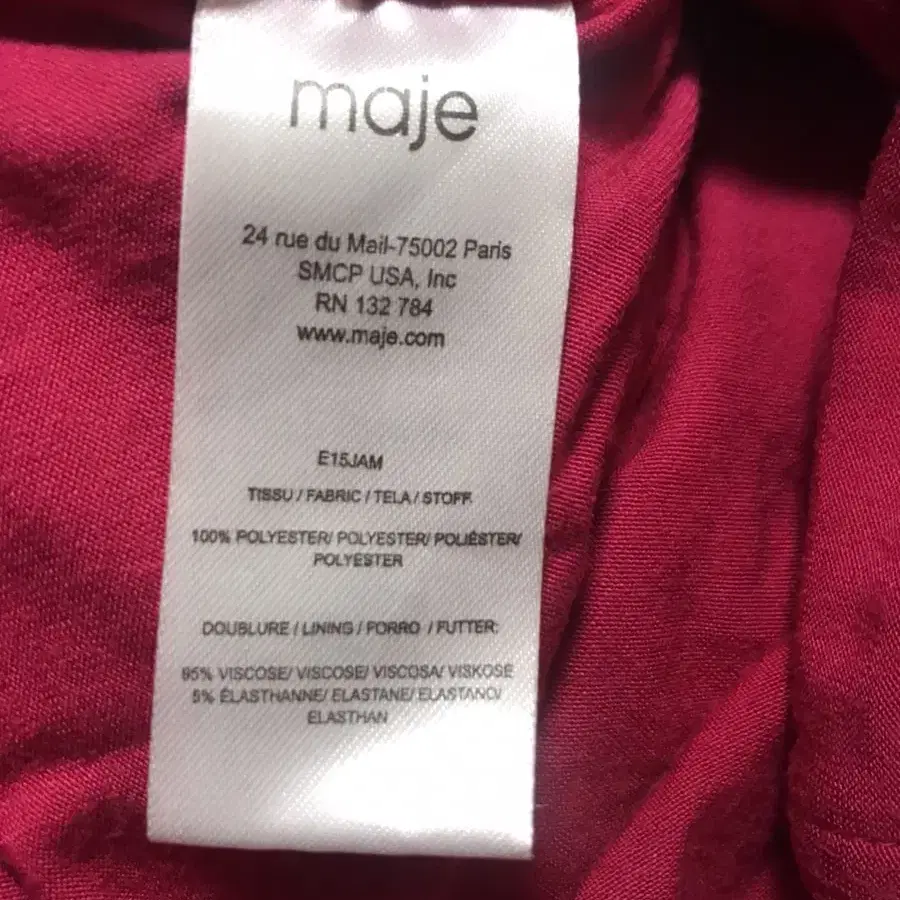 maje
24 rue du Mail-75002 Paris
SMCP USA, Inc
RN 132 784
www.maje.com
E15JAM
TISSU / FABRIC / TELA / STOFF
100% POLYESTER/ POLYESTER/ POLIÉSTER/
POLYESTER
DOUBLURE / LINING / FORRO / FUTTER:
95% VISCOSE/ VISCOSE/ VISCOSA/ VISKOSE
5% ÉLASTHANNE/ ELASTANE/ ELASTANO/
ELASTHAN